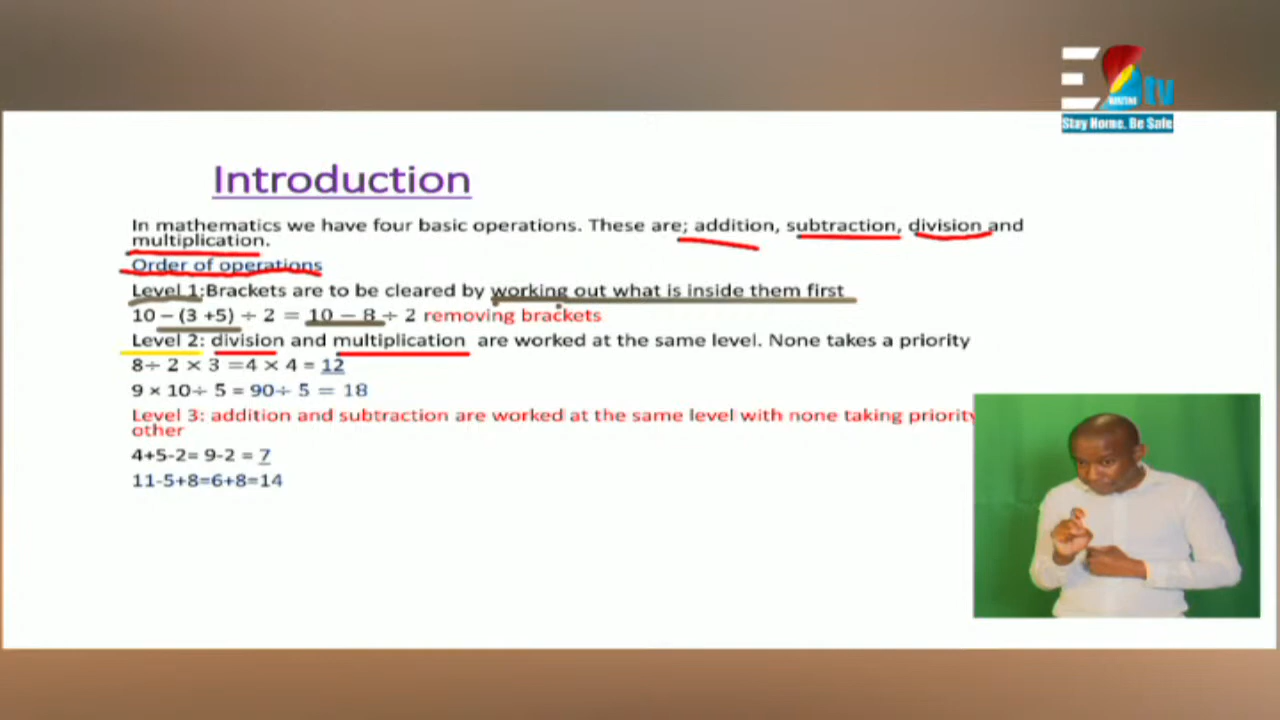 Stay Home. Be Safe
tv
Introduction
In mathematics we have four basic operations. These are; addition, subtraction, division and
multiplication.
Order of operations
Level 1:Brackets are to be cleared by working out what is inside them first
10 − (3 +5) ÷ 2 = 10 − 8 ÷ 2 removing brackets
Level 2: division and multiplication are worked at the same level. None takes a priority
8÷ 2 × 3 =4 × 4 = 12
9 × 10÷ 5 = 90÷ 5 = 18
Level 3: addition and subtraction are worked at the same level with none taking priority
other
4+5-2= 9-2 = 7
11-5+8=6+8=14